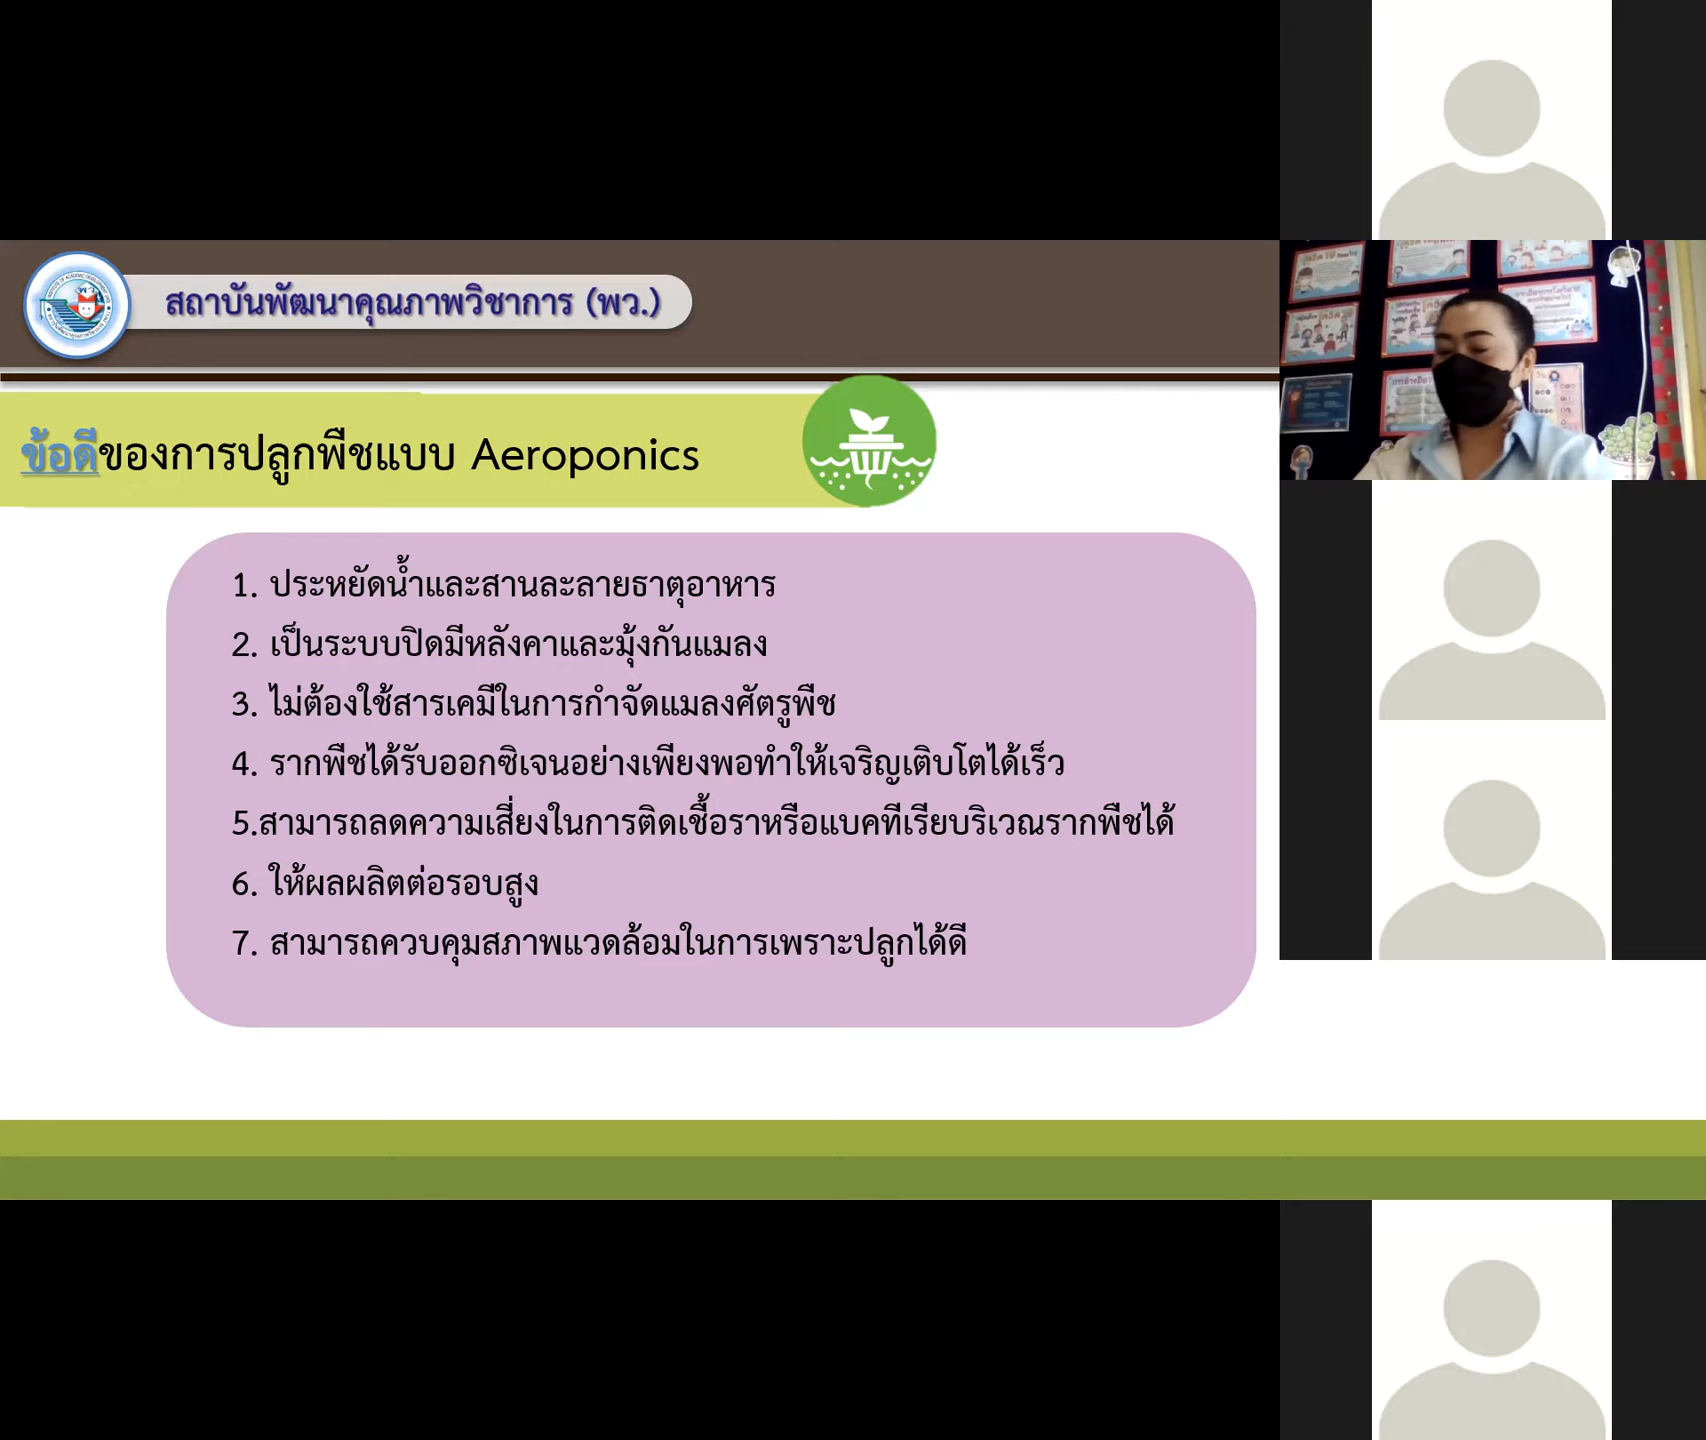 สถาบันพัฒนาคุณภาพวิชาการ (พว.)
ข้อดีของการปลูกพืชแบบ Aeroponics
1. ประหยัดน้ำและสานละลายธาตุอาหาร
2. เป็นระบบปิดมีหลังคาและมุ้งกันแมลง
3. ไม่ต้องใช้สารเคมีในการกำจัดแมลงศัตรูพืช
4. รากพืชได้รับออกซิเจนอย่างเพียงพอทำให้เจริญเติบโตได้เร็ว
5.สามารถลดความเสี่ยงในการติดเชื้อราหรือแบคทีเรียบริเวณรากพืชได้
6. ให้ผลผลิตต่อรอบสูง
7. สามารถควบคุมสภาพแวดล้อมในการเพราะปลูกได้ดี